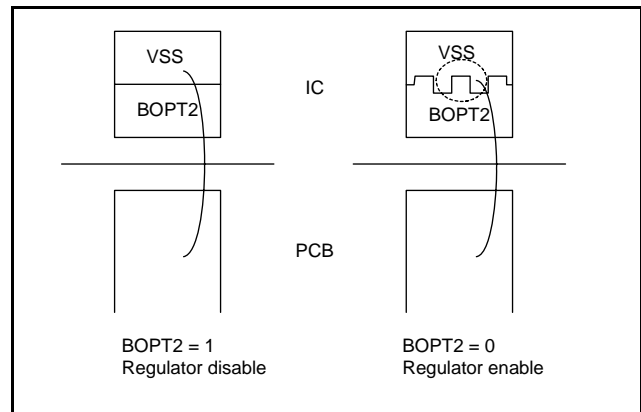 VSS
BOPT2
IC
VSS
BOPT2
PCB
BOPT2 = 1
Regulator disable
BOPT2 = 0
Regulator enable